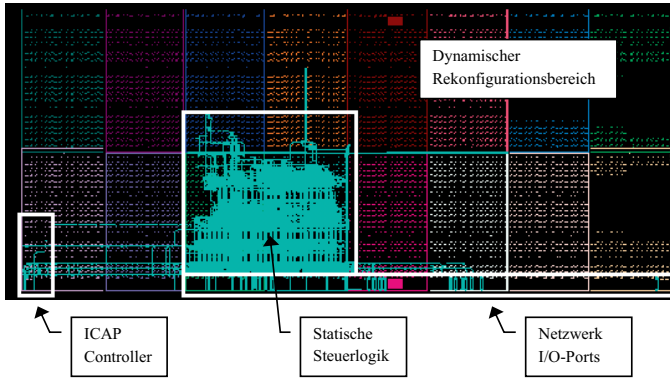 Dynamischer
Rekonfigurationsbereich
ICAP
Controller
Statische
Steuerlogik
Netzwerk
I/O-Ports